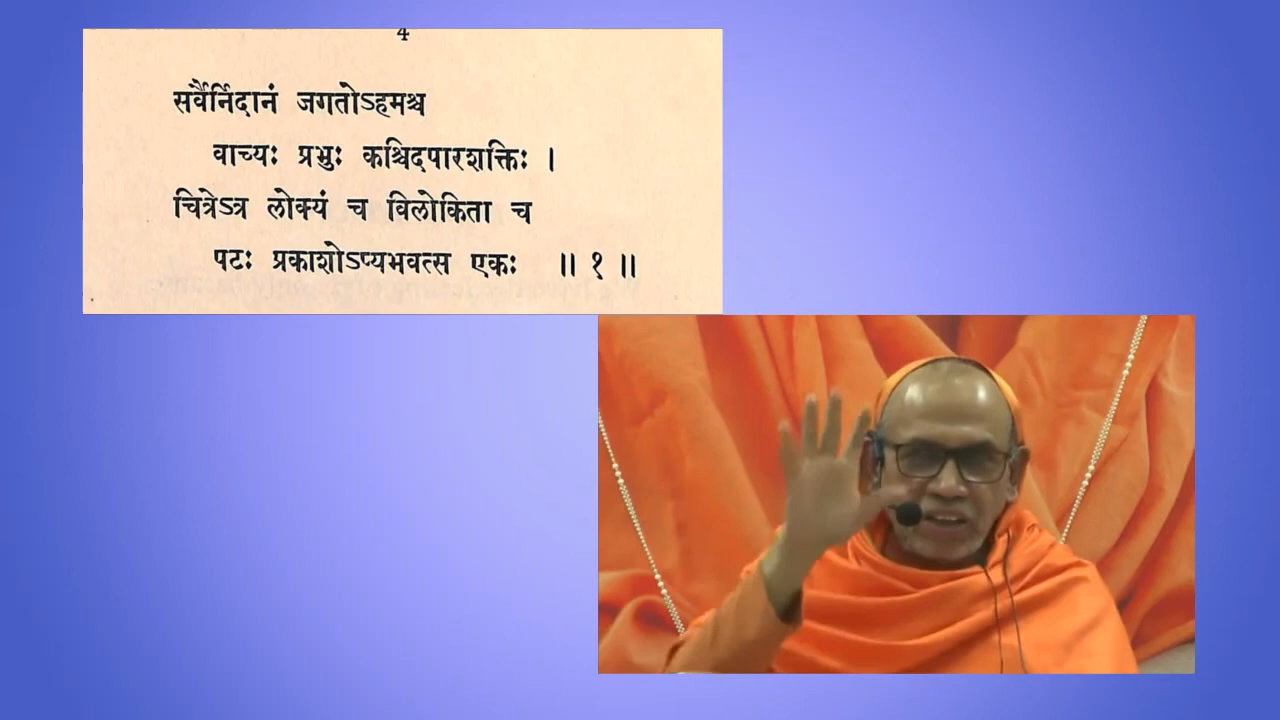 4
सर्वैर्निदानं जगतोऽहमश्च
वाच्यः प्रभुः कश्चिदपारशक्तिः ।
चित्रेऽत्र लोक्यं च विलोकिता च
पटः प्रकाशोऽप्यभवत्स एकः ॥ १ ॥